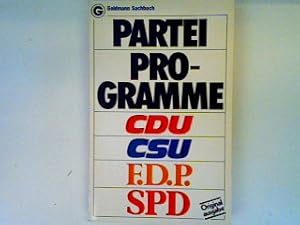 G Goldmann Sachbuch
PARTEI
PRO-
GRAMME
CDU
CSU
F.D.P.
SPD
Original
ausgabe